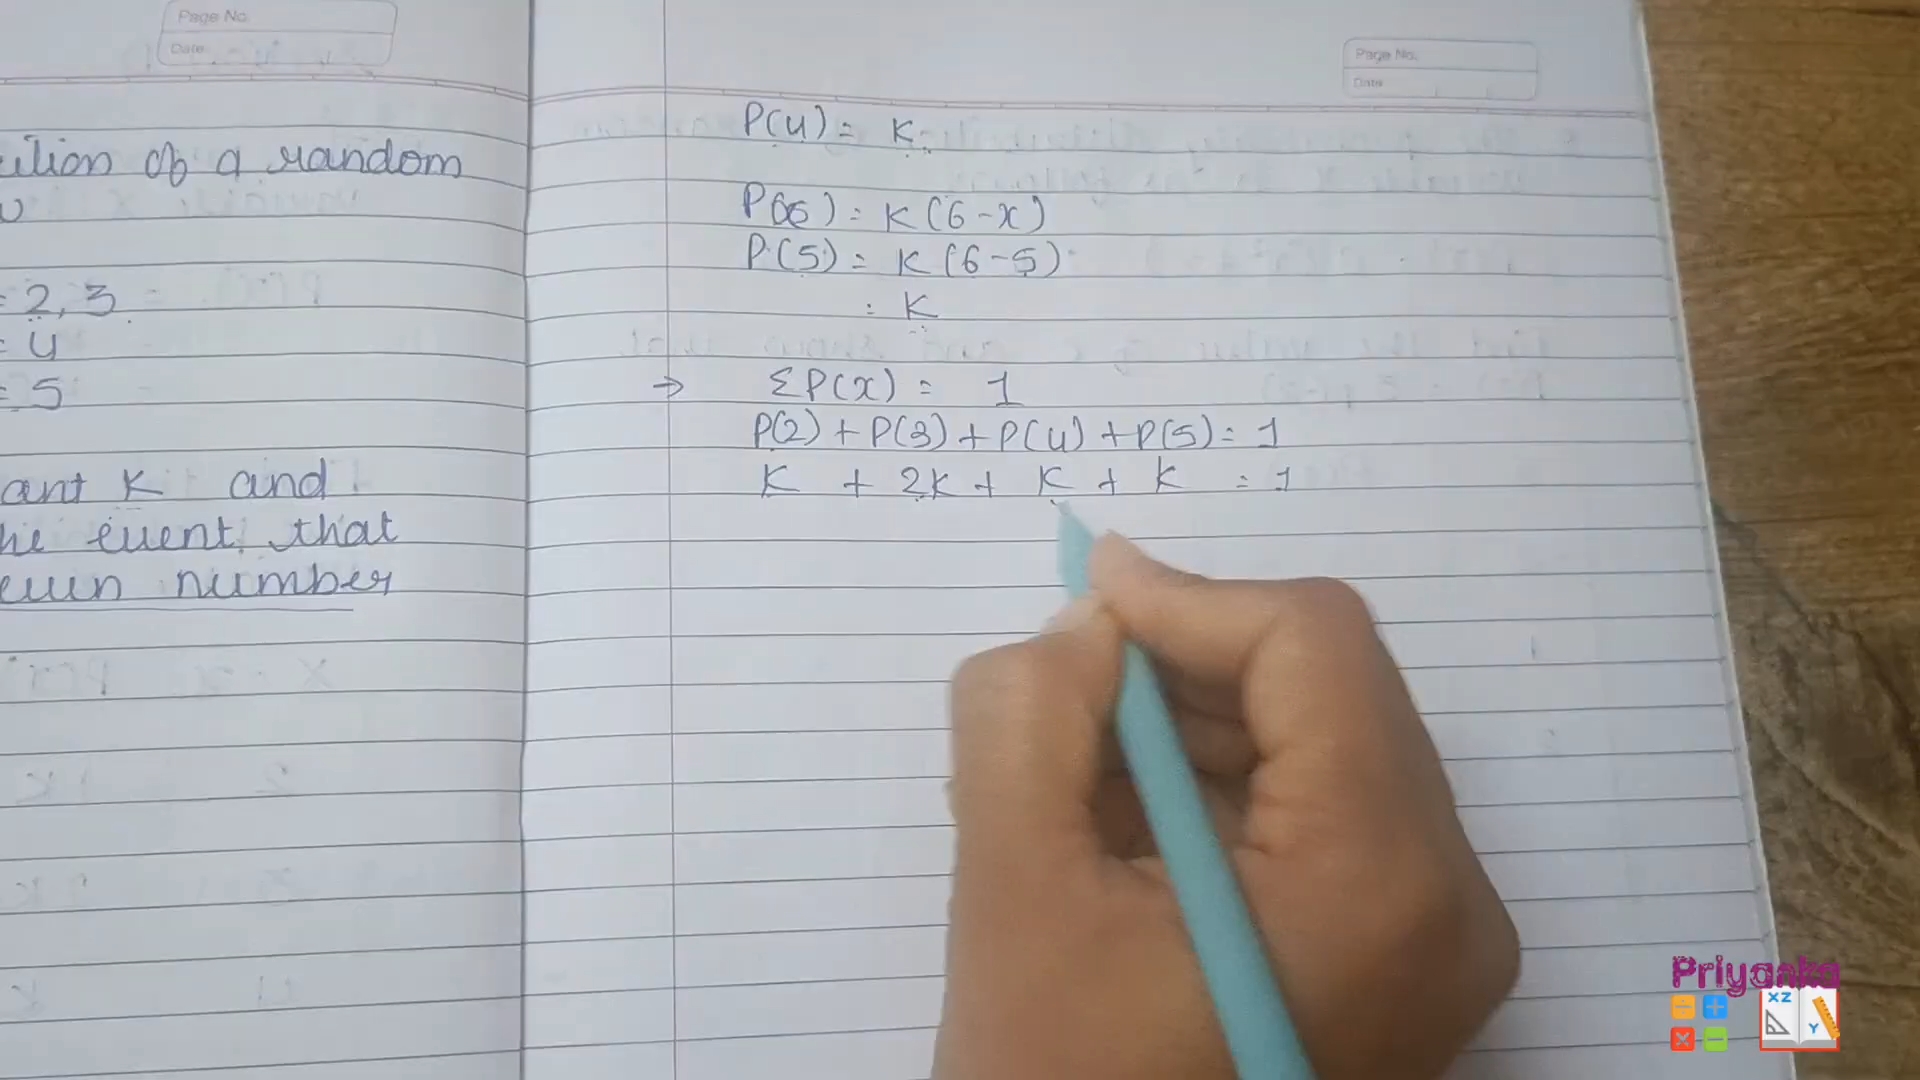 Page No.
Date
ution of a random
= 2, 3
= 4
= 5
ant K and
he event that
even number
Page No.
Date
P(4) = K
P(x) = K(6-x)
P(5) = K(6-5)
= K
→ ΣP(x) = 1
P(2) + P(3) + P(4) + P(5) = 1
K + 2K + K + K = 1
Priyanka
XZ
Y